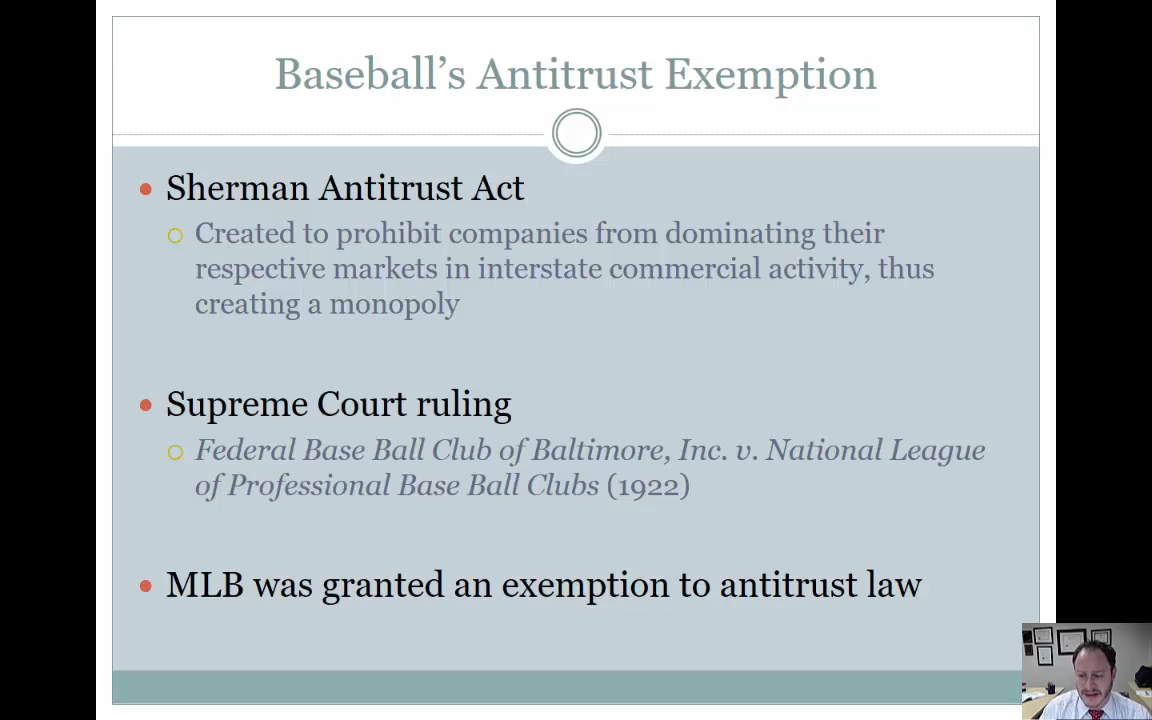 Baseball’s Antitrust Exemption
Sherman Antitrust Act
Created to prohibit companies from dominating their
respective markets in interstate commercial activity, thus
creating a monopoly
Supreme Court ruling
Federal Base Ball Club of Baltimore, Inc. v. National League
of Professional Base Ball Clubs (1922)
MLB was granted an exemption to antitrust law